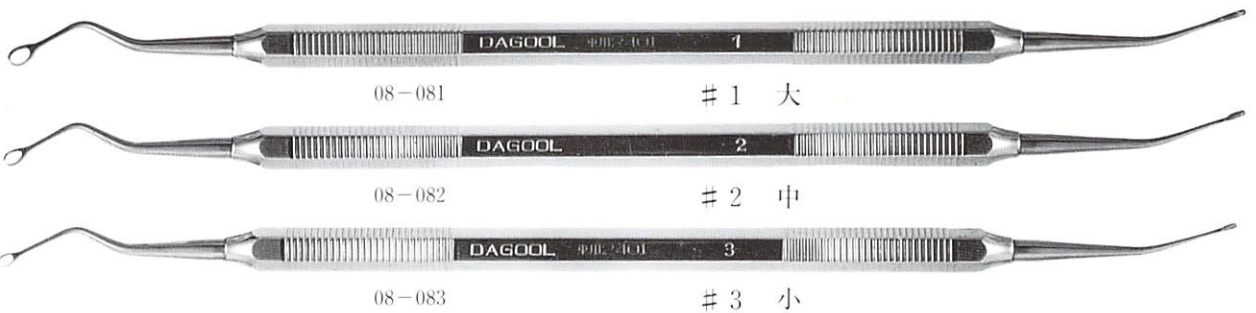 DAGOOL 1
08-081 #1 大
DAGOOL 2
08-082 #2 中
DAGOOL 3
08-083 #3 小